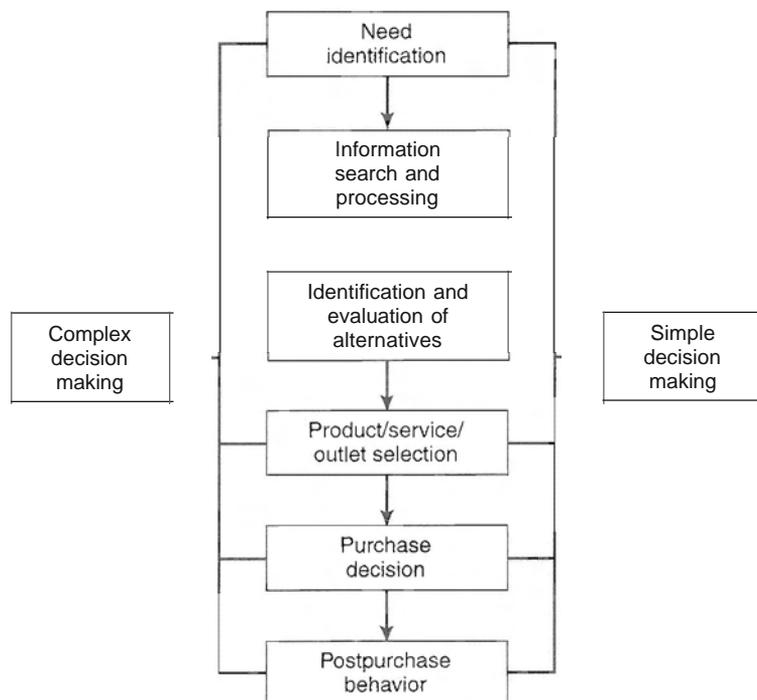 Need
identification
Information
search and
processing
Identification and
evaluation of
alternatives
Complex
decision
making
Simple
decision
making
Product/service/
outlet selection
Purchase
decision
Postpurchase
behavior